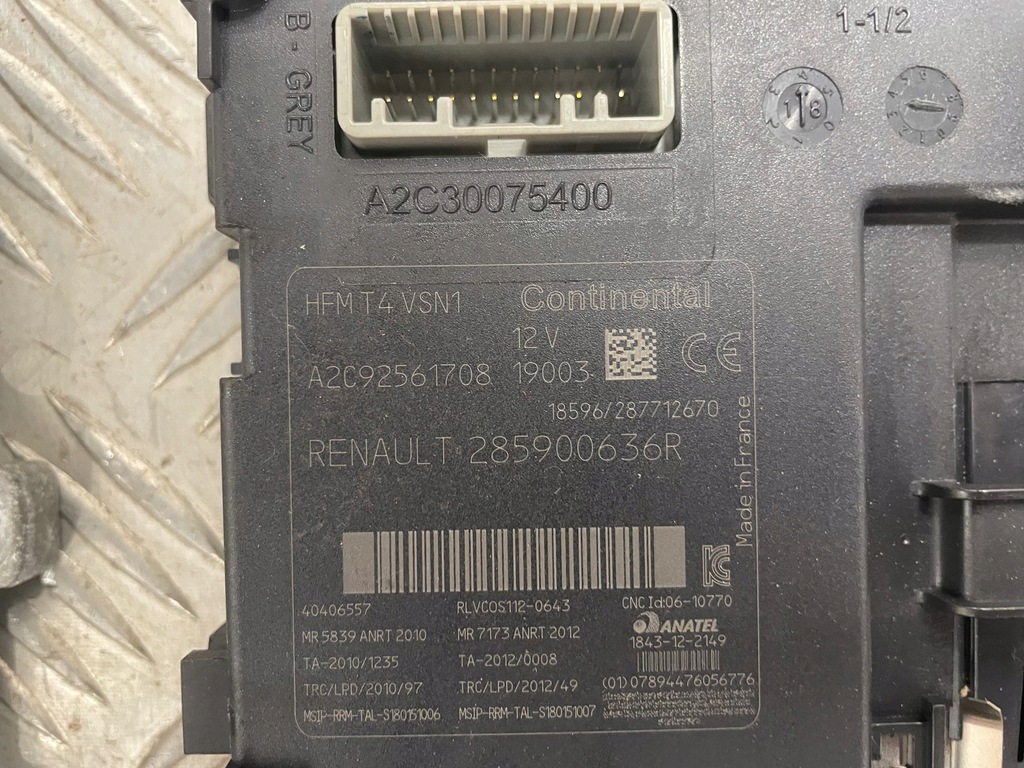 B - GREY
1-1/2
18
A2C30075400
HFM T4 VSN1 Continental
12 V
A2C92561708 19003
CE
18596/287712670
RENAULT 285900636R
Made in France
40406557 RLVCOS112-0643 CNC Id:06-10770
MR 5839 ANRT 2010 MR 7173 ANRT 2012 ANATEL
1843-12-2149
TA-2010/1235 TA-2012/0008
(01)07894476056776
TRC/LPD/2010/97 TRC/LPD/2012/49
MSIP-RRM-TAL-S180151006 MSIP-RRM-TAL-S180151007